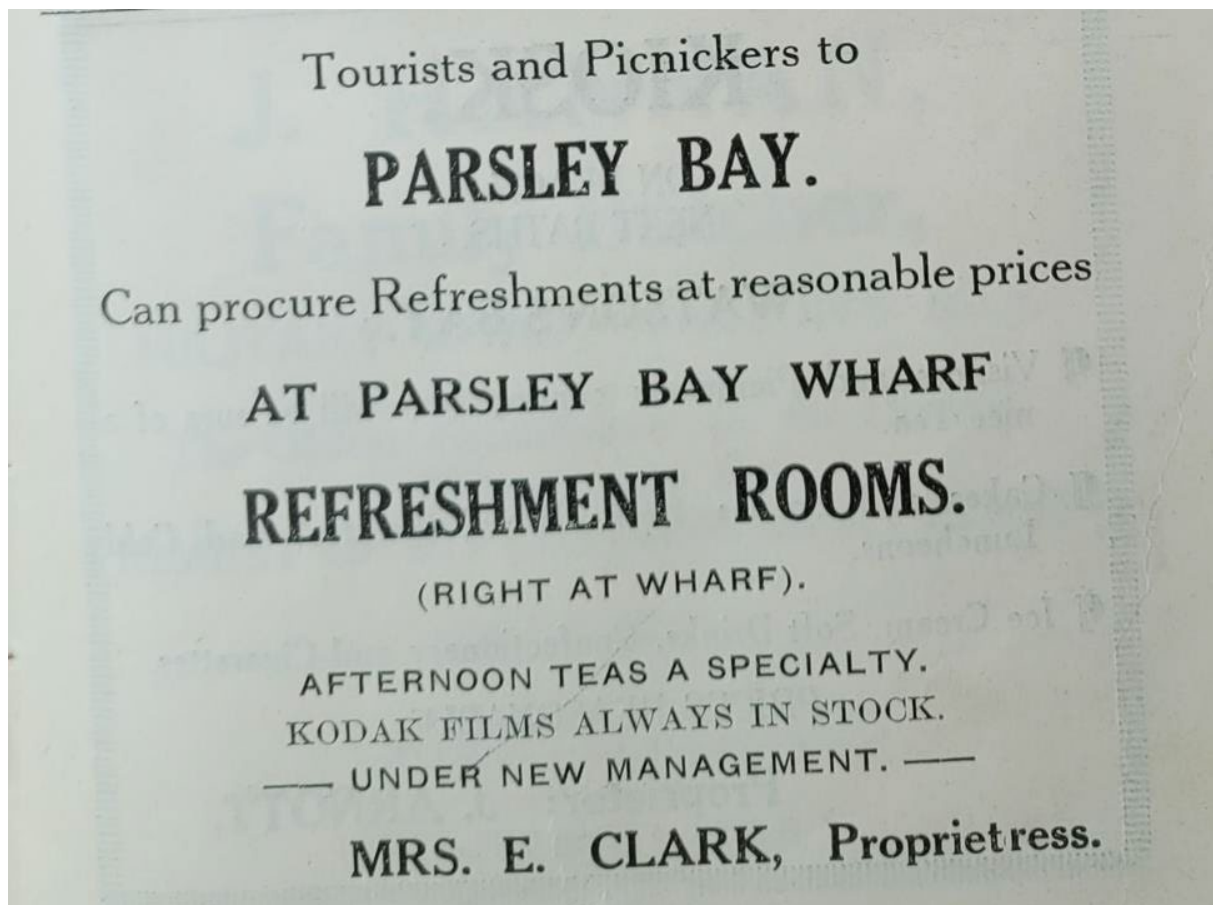 Tourists and Picnickers to
PARSLEY BAY.
Can procure Refreshments at reasonable prices
AT PARSLEY BAY WHARF
REFRESHMENT ROOMS.
(RIGHT AT WHARF).
AFTERNOON TEAS A SPECIALTY.
KODAK FILMS ALWAYS IN STOCK.
—— UNDER NEW MANAGEMENT. ——
MRS. E. CLARK, Proprietress.